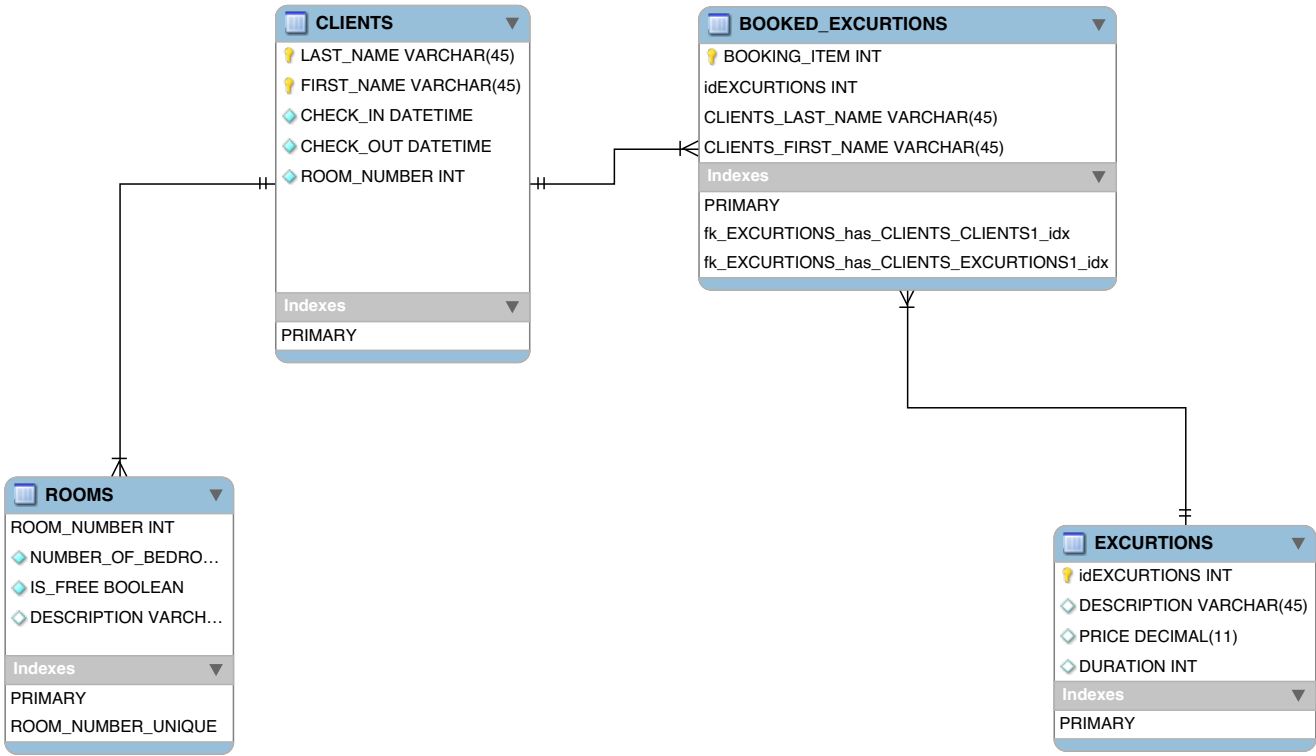 CLIENTS
LAST_NAME VARCHAR(45)
FIRST_NAME VARCHAR(45)
CHECK_IN DATETIME
CHECK_OUT DATETIME
ROOM_NUMBER INT
Indexes
PRIMARY
BOOKED_EXCURTIONS
BOOKING_ITEM INT
idEXCURTIONS INT
CLIENTS_LAST_NAME VARCHAR(45)
CLIENTS_FIRST_NAME VARCHAR(45)
Indexes
PRIMARY
fk_EXCURTIONS_has_CLIENTS_CLIENTS1_idx
fk_EXCURTIONS_has_CLIENTS_EXCURTIONS1_idx
ROOMS
ROOM_NUMBER INT
NUMBER_OF_BEDRO...
IS_FREE BOOLEAN
DESCRIPTION VARCH...
Indexes
PRIMARY
ROOM_NUMBER_UNIQUE
EXCURTIONS
idEXCURTIONS INT
DESCRIPTION VARCHAR(45)
PRICE DECIMAL(11)
DURATION INT
Indexes
PRIMARY